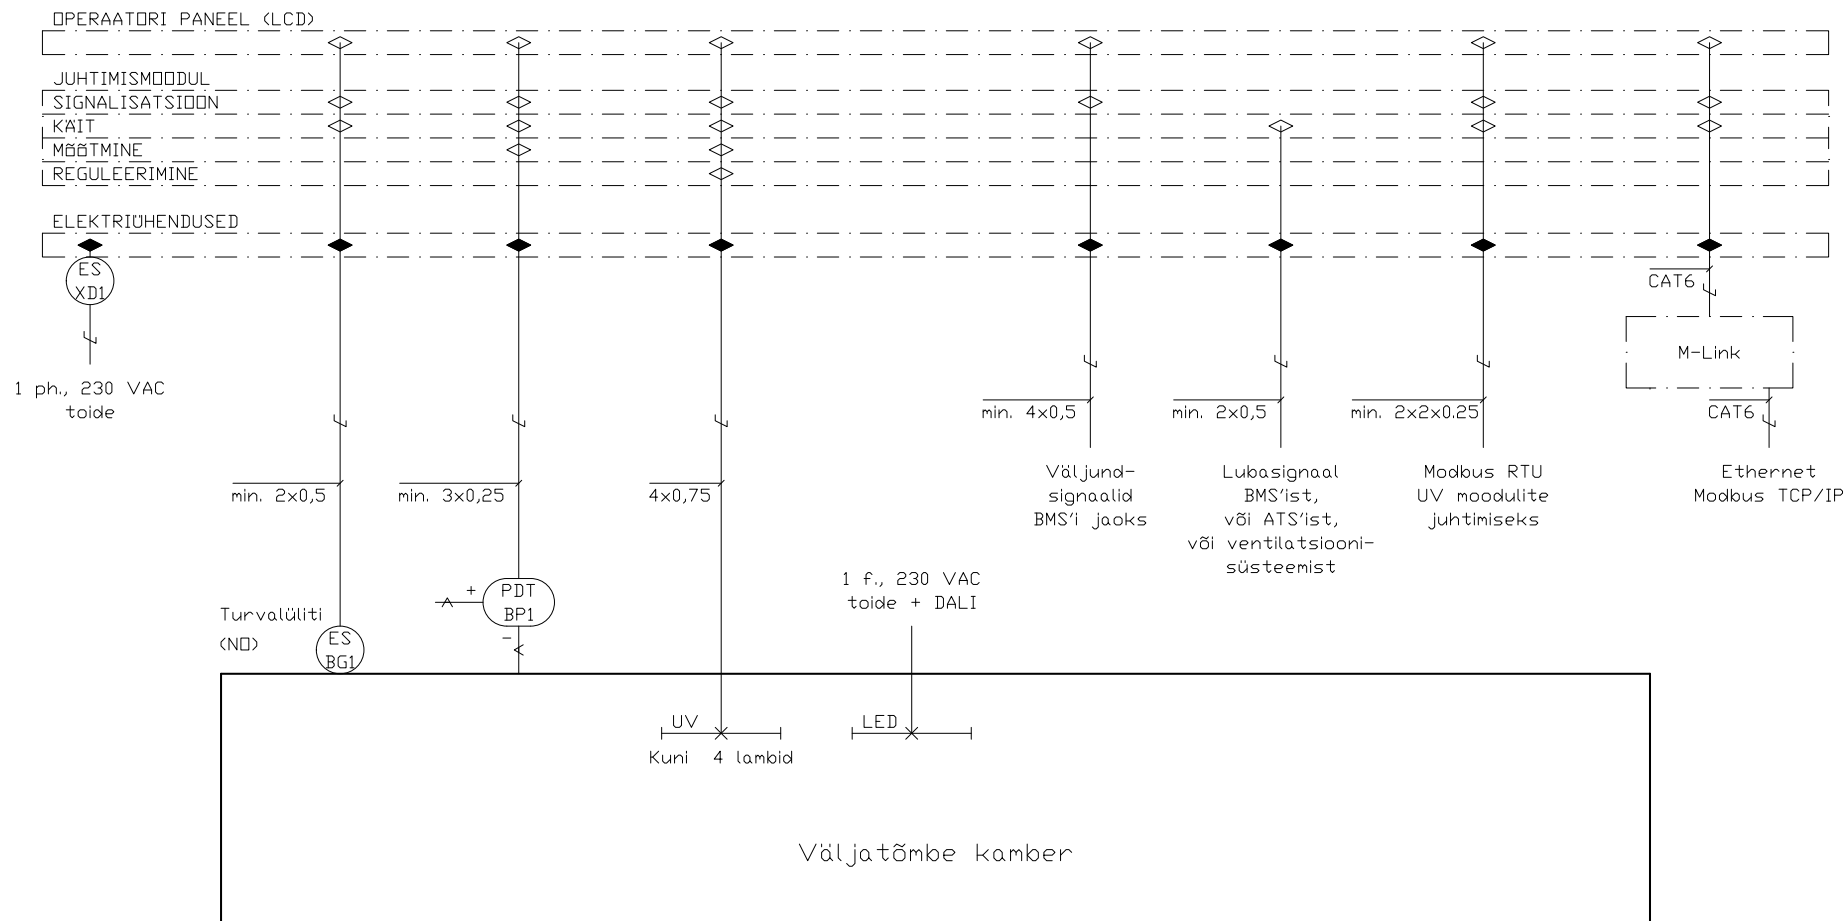 OPERAATORI PANEEL (LCD)
JUHTIMISMOODUL
SIGNALISATSIOON
KÄIT
MõõTMINE
REGULEERIMINE
ELEKTRIÜHENDUSED
ES
XD1
1 ph., 230 VAC
toide
min. 2x0,5
min. 3x0,25
4x0,75
min. 4x0,5
min. 2x0,5
min. 2x2x0.25
CAT6
M-Link
CAT6
Väljund-
signaalid
BMS'i jaoks
Lubasignaal
BMS'ist,
või ATS'ist,
või ventilatsiooni-
süsteemist
Modbus RTU
UV moodulite
juhtimiseks
Ethernet
Modbus TCP/IP
Turvalüliti
(NO)
ES
BG1
+
PDT
BP1
-
1 f., 230 VAC
toide + DALI
UV
Kuni 4 lambid
LED
Väljatõmbe kamber